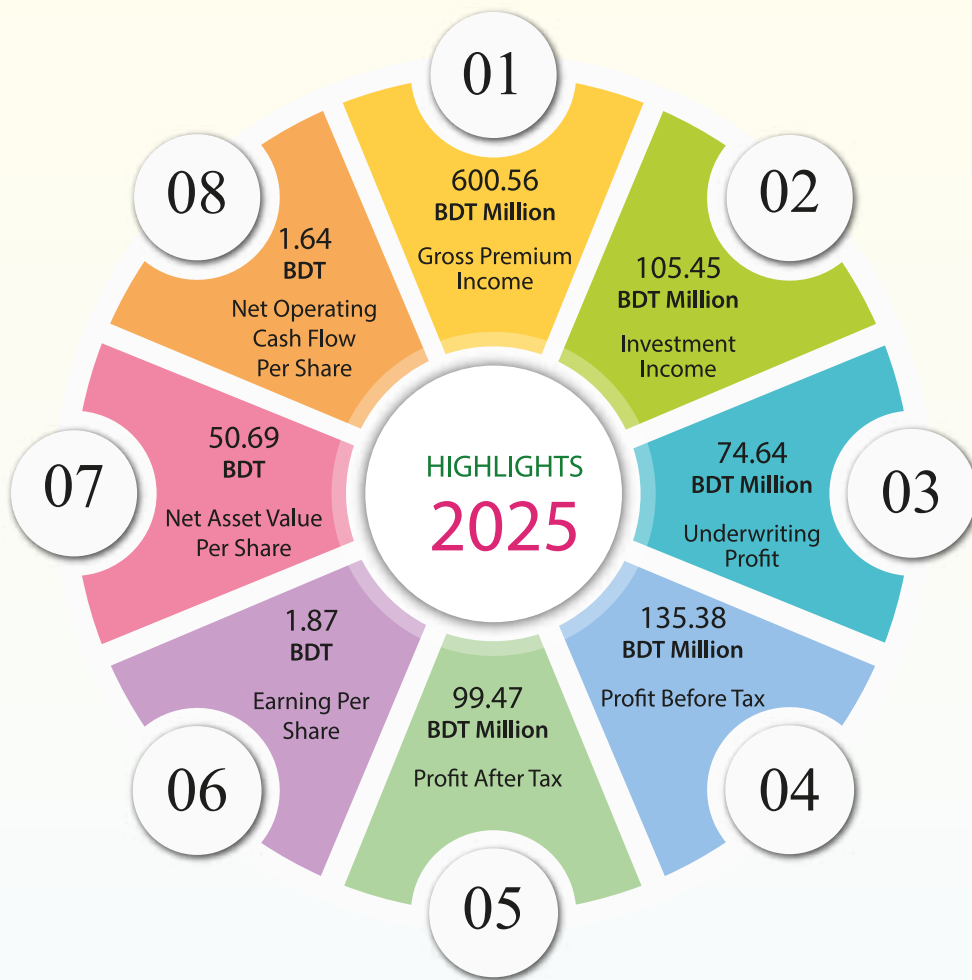 HIGHLIGHTS
2025
01
600.56
BDT Million
Gross Premium
Income
02
105.45
BDT Million
Investment
Income
03
74.64
BDT Million
Underwriting
Profit
04
135.38
BDT Million
Profit Before Tax
05
99.47
BDT Million
Profit After Tax
06
1.87
BDT
Earning Per
Share
07
50.69
BDT
Net Asset Value
Per Share
08
1.64
BDT
Net Operating
Cash Flow
Per Share